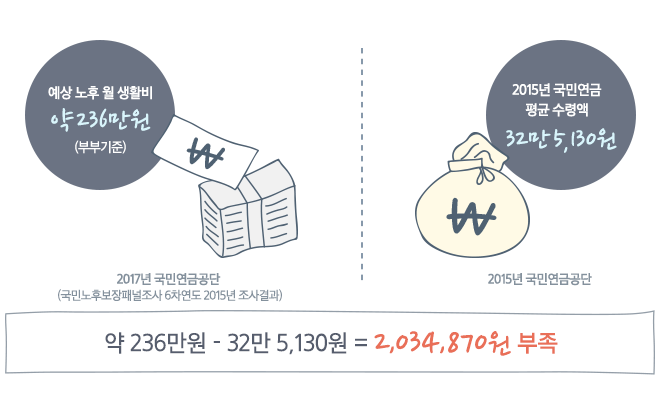 예상 노후 월 생활비
약 236만원
(부부기준)
₩
2017년 국민연금공단
(국민노후보장패널조사 6차연도 2015년 조사결과)
2015년 국민연금
평균 수령액
32만 5,130원
₩
2015년 국민연금공단
약 236만원 - 32만 5,130원 = 2,034,870원 부족